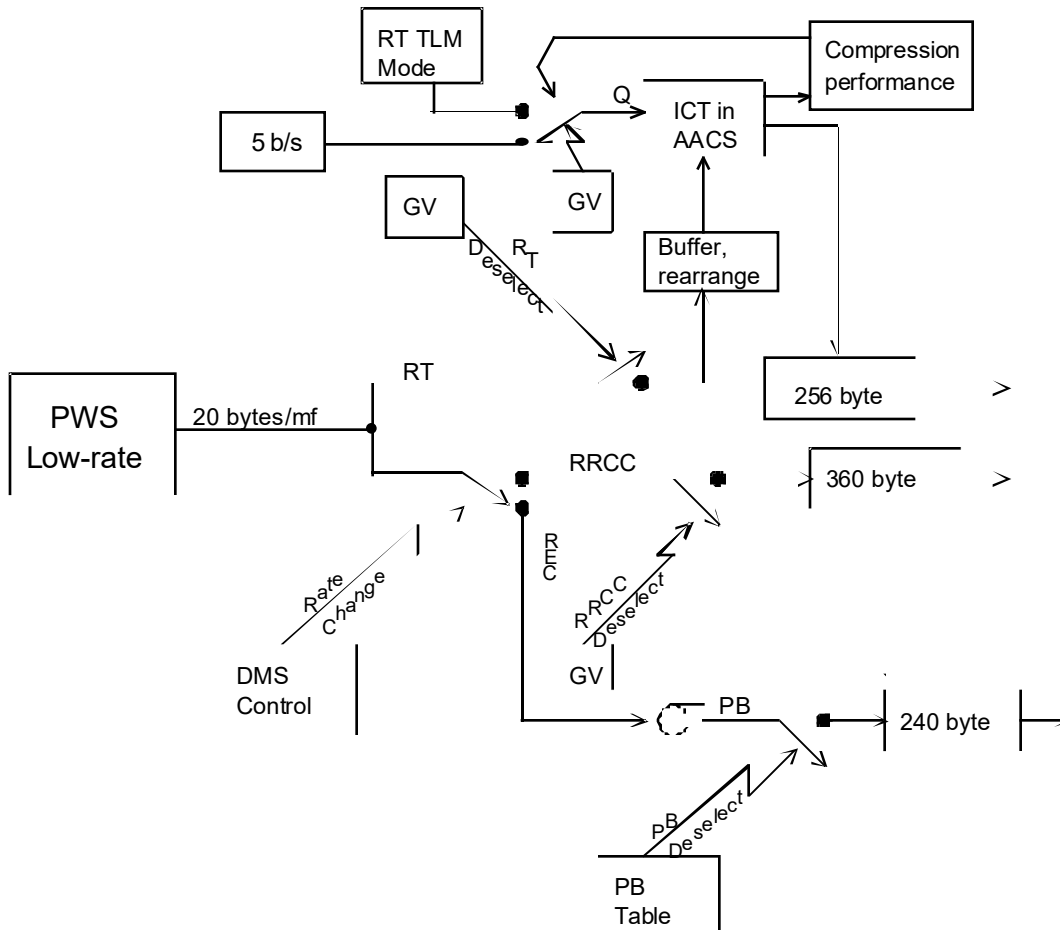 RT TLM
Mode
Compression
performance
Q
ICT in
AACS
5 b/s
GV
GV
RT
Deselect
Buffer,
rearrange
RT
256 byte
PWS
Low-rate
20 bytes/mf
RRCC
360 byte
REC
Rate
Change
RRCC
Deselect
DMS
Control
GV
PB
240 byte
PB
Deselect
PB
Table